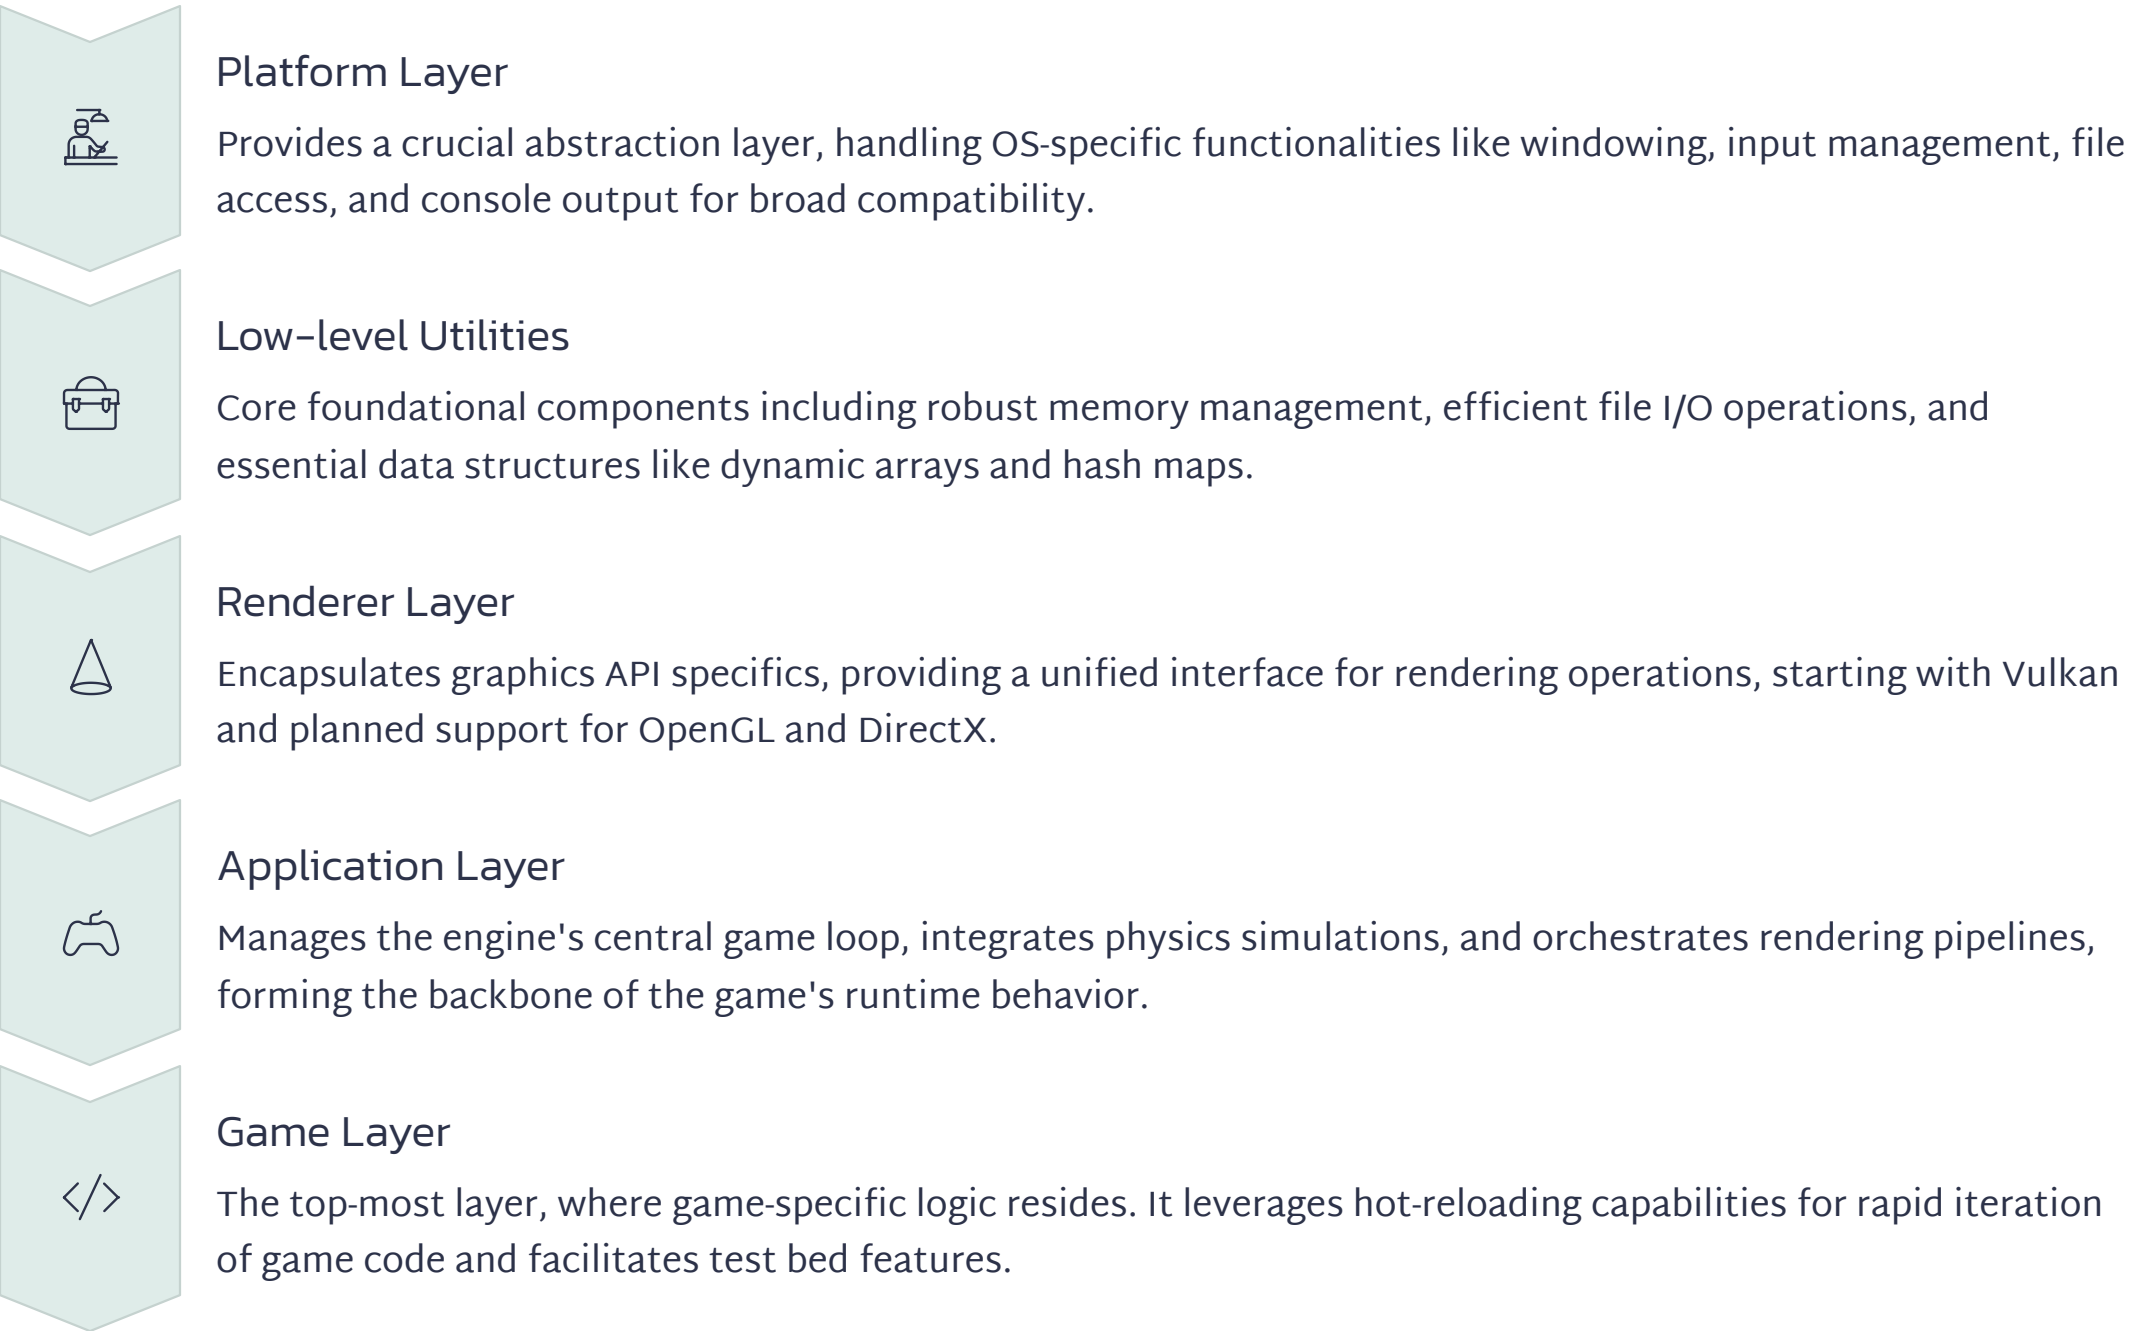 Platform Layer
Provides a crucial abstraction layer, handling OS-specific functionalities like windowing, input management, file
access, and console output for broad compatibility.
Low-level Utilities
Core foundational components including robust memory management, efficient file I/O operations, and
essential data structures like dynamic arrays and hash maps.
Renderer Layer
Encapsulates graphics API specifics, providing a unified interface for rendering operations, starting with Vulkan
and planned support for OpenGL and DirectX.
Application Layer
Manages the engine's central game loop, integrates physics simulations, and orchestrates rendering pipelines,
forming the backbone of the game's runtime behavior.
Game Layer
The top-most layer, where game-specific logic resides. It leverages hot-reloading capabilities for rapid iteration
of game code and facilitates test bed features.